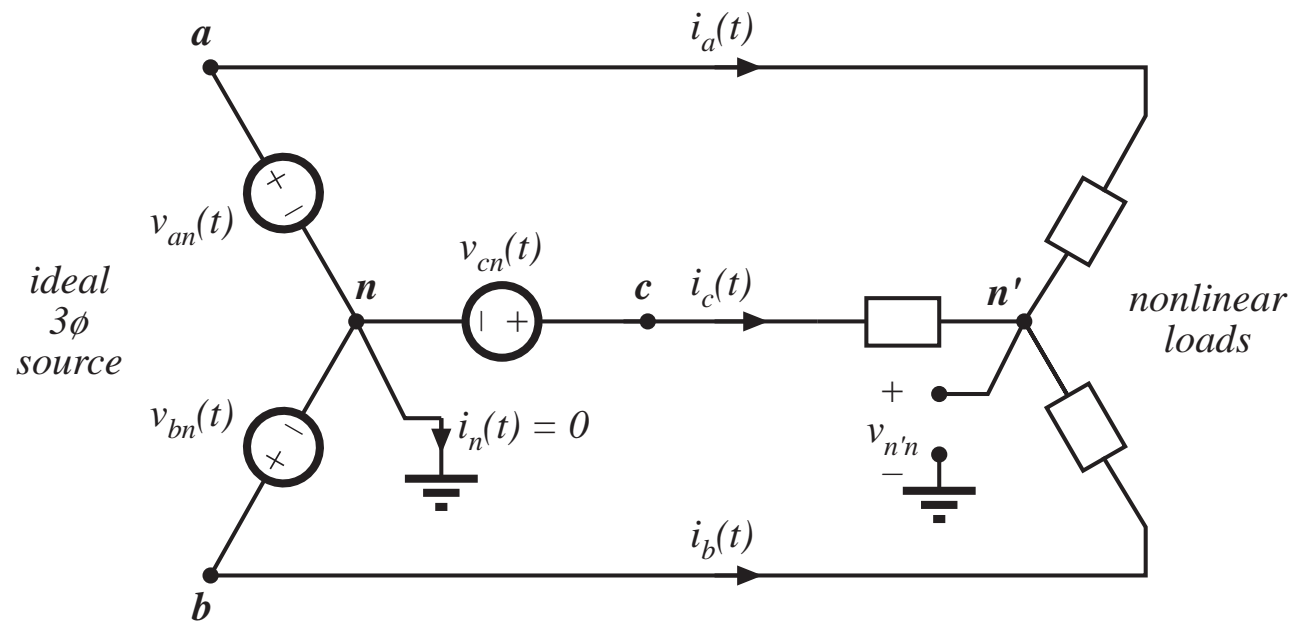 a
i_a(t)
v_an(t)
ideal
3ϕ
source
n
v_cn(t)
+
−
− +
c
i_c(t)
n'
nonlinear
loads
v_bn(t)
−
+
i_n(t) = 0
+
v_n'n
−
i_b(t)
b